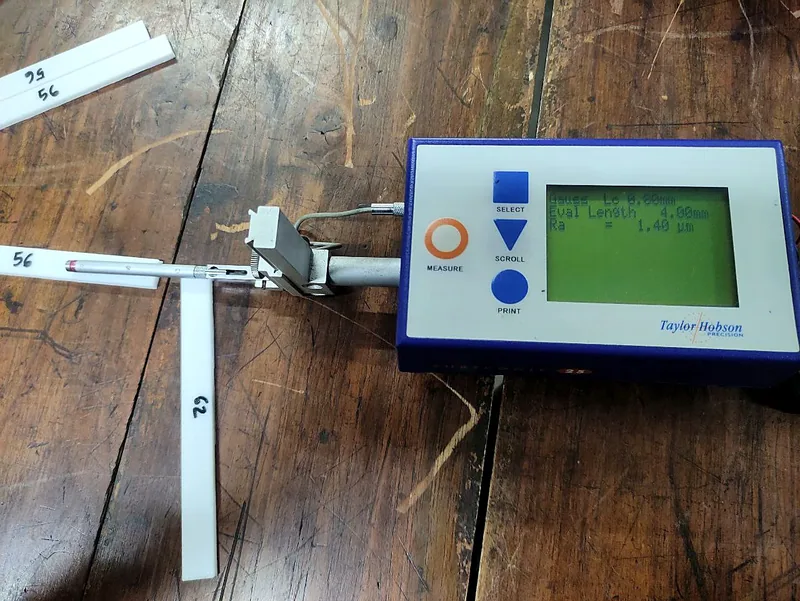 56
56
56
62
MEASURE
SELECT
SCROLL
PRINT
gauss Lc 0.80mm
Eval Length 4.00mm
Ra = 1.40 µm
Taylor Hobson
PRECISION